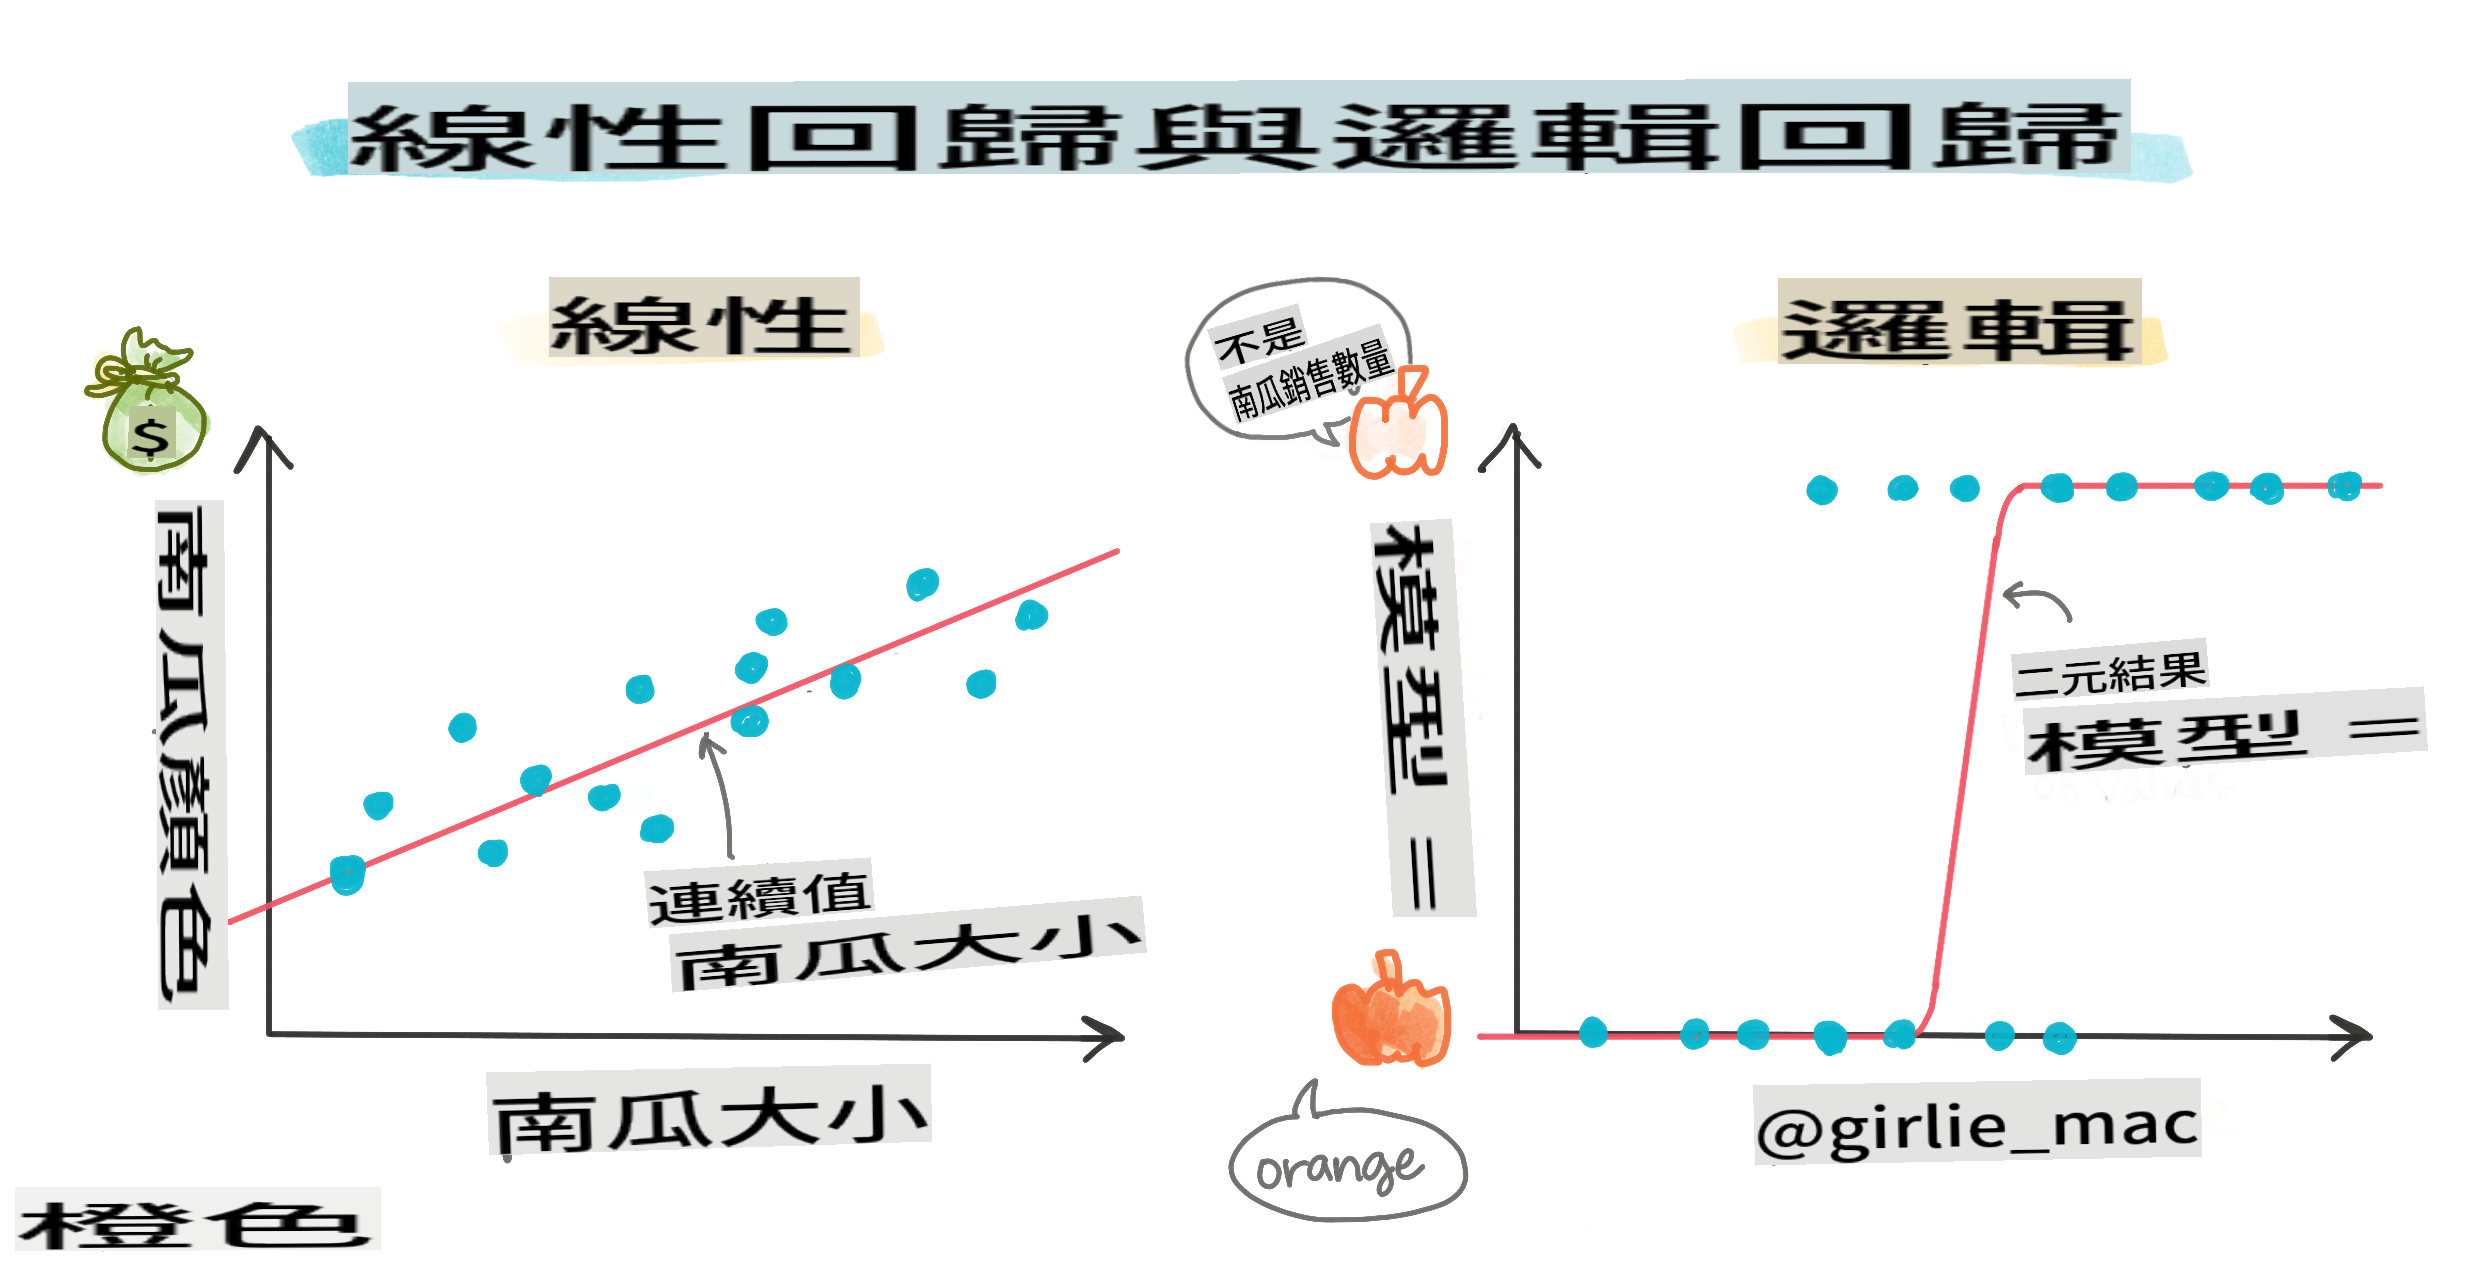 線性回歸與邏輯回歸
線性
$
南瓜顏色
連續值
南瓜大小
南瓜大小
橙色
邏輯
不是
南瓜銷售數量
模型 =
二元結果
模型 =
@girlie_mac
orange